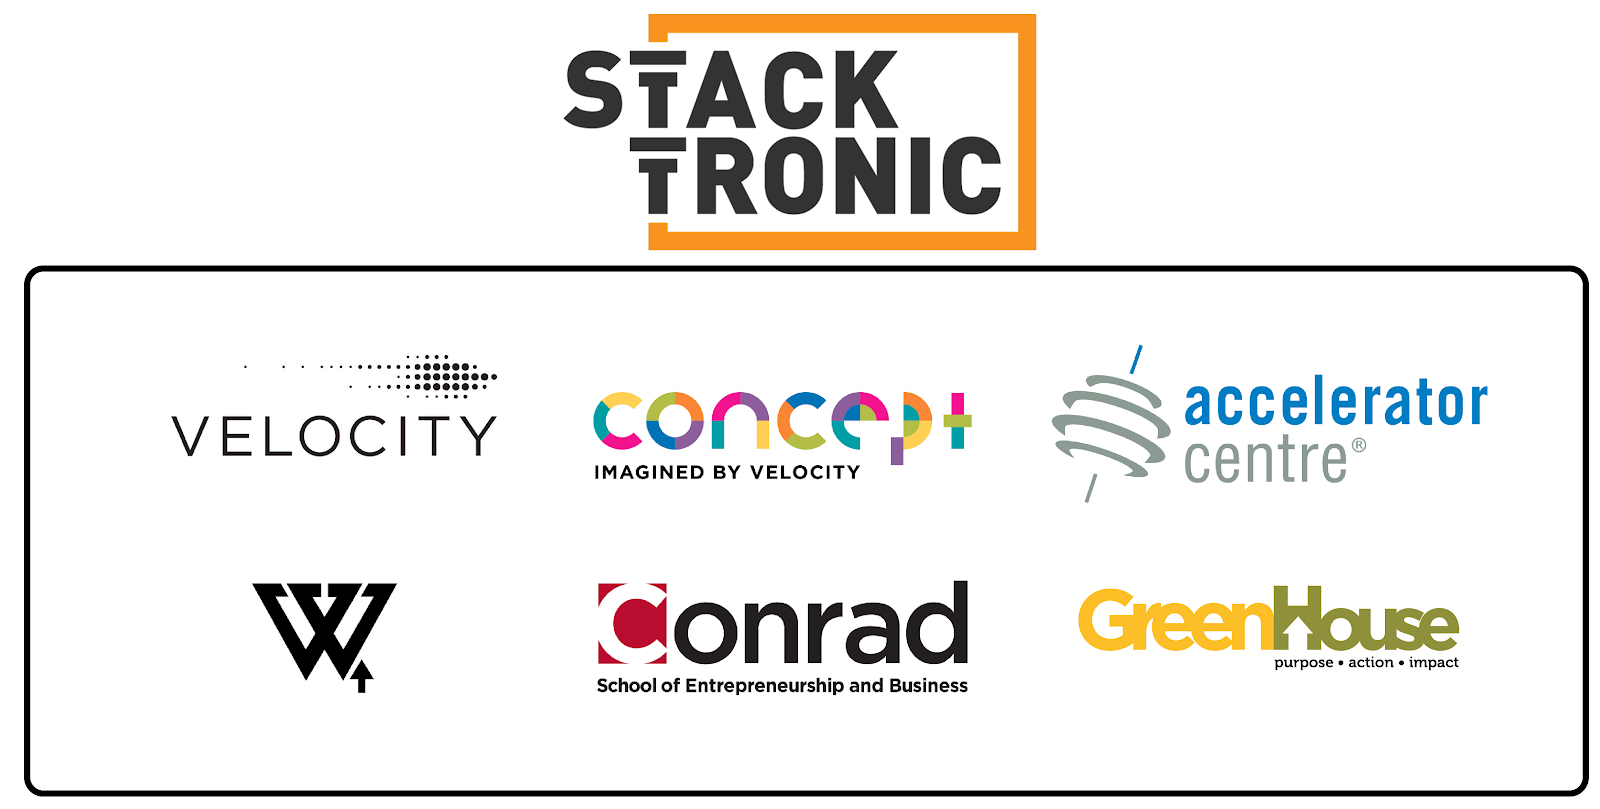 STACK
TRONIC
VELOCITY
concept
IMAGINED BY VELOCITY
accelerator
centre®
W
Conrad
School of Entrepreneurship and Business
GreenHouse
purpose • action • impact